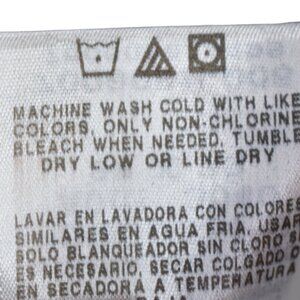 MACHINE WASH COLD WITH LIKE
COLORS, ONLY NON-CHLORINE
BLEACH WHEN NEEDED. TUMBLE
DRY LOW OR LINE DRY
LAVAR EN LAVADORA CON COLORES
SIMILARES EN AGUA FRIA. USAR
SOLO BLANQUEADOR SIN CLORO SI
ES NECESARIO. SECAR COLGADO
EN SECADORA A TEMPERATURA